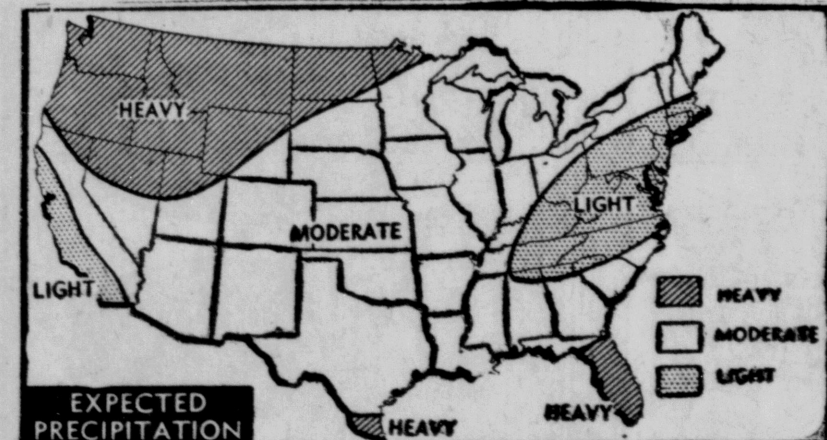 HEAVY
LIGHT
MODERATE
LIGHT
HEAVY
MODERATE
LIGHT
EXPECTED
PRECIPITATION
HEAVY
HEAVY